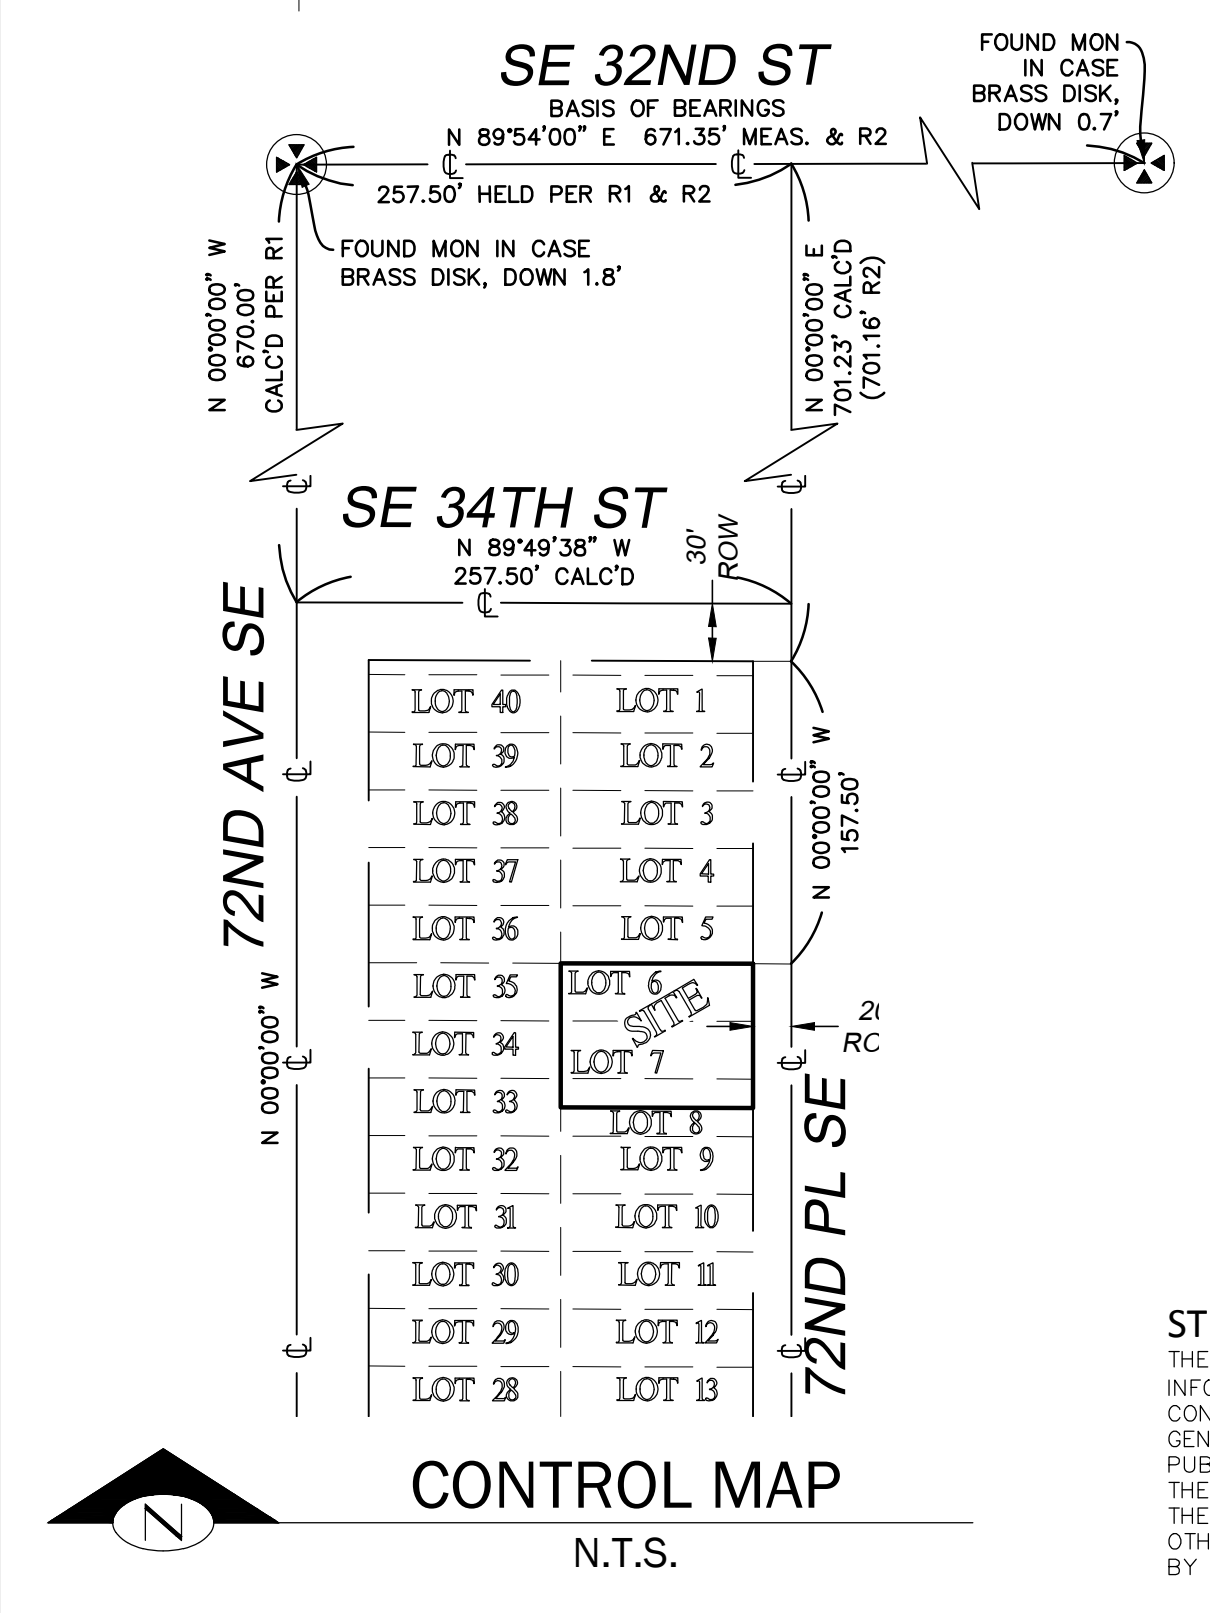 SE 32ND ST
BASIS OF BEARINGS
N 89°54'00" E 671.35' MEAS. & R2
257.50' HELD PER R1 & R2
FOUND MON
IN CASE
BRASS DISK,
DOWN 0.7'
FOUND MON IN CASE
BRASS DISK, DOWN 1.8'
N 00°00'00" W
670.00'
CALC'D PER R1
N 00°00'00" E
701.23' CALC'D
(701.16' R2)
SE 34TH ST
N 89°49'38" W
257.50' CALC'D
30'
ROW
72ND AVE SE
N 00°00'00" W
N 00°00'00" W
157.50'
LOT 40 LOT 1
LOT 39 LOT 2
LOT 38 LOT 3
LOT 37 LOT 4
LOT 36 LOT 5
LOT 35 LOT 6
SITE
LOT 34 LOT 7
LOT 33 LOT 8
LOT 32 LOT 9
LOT 31 LOT 10
LOT 30 LOT 11
LOT 29 LOT 12
LOT 28 LOT 13
72ND PL SE
CONTROL MAP
N.T.S.
N
ST
THE
INFO
CON
GEN
PUB
THE
THE
OTH
BY